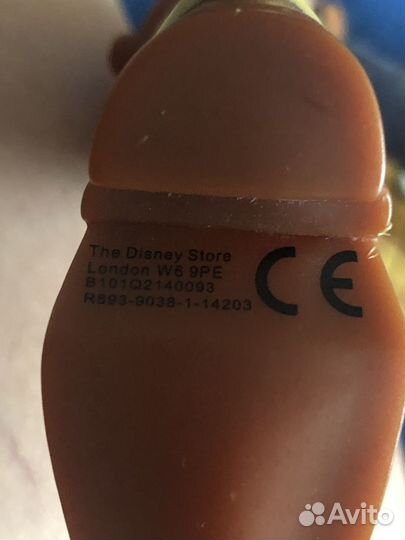 The Disney Store
London W6 9PE
B101Q2140093
R893-9038-1-14203
CE
Avito